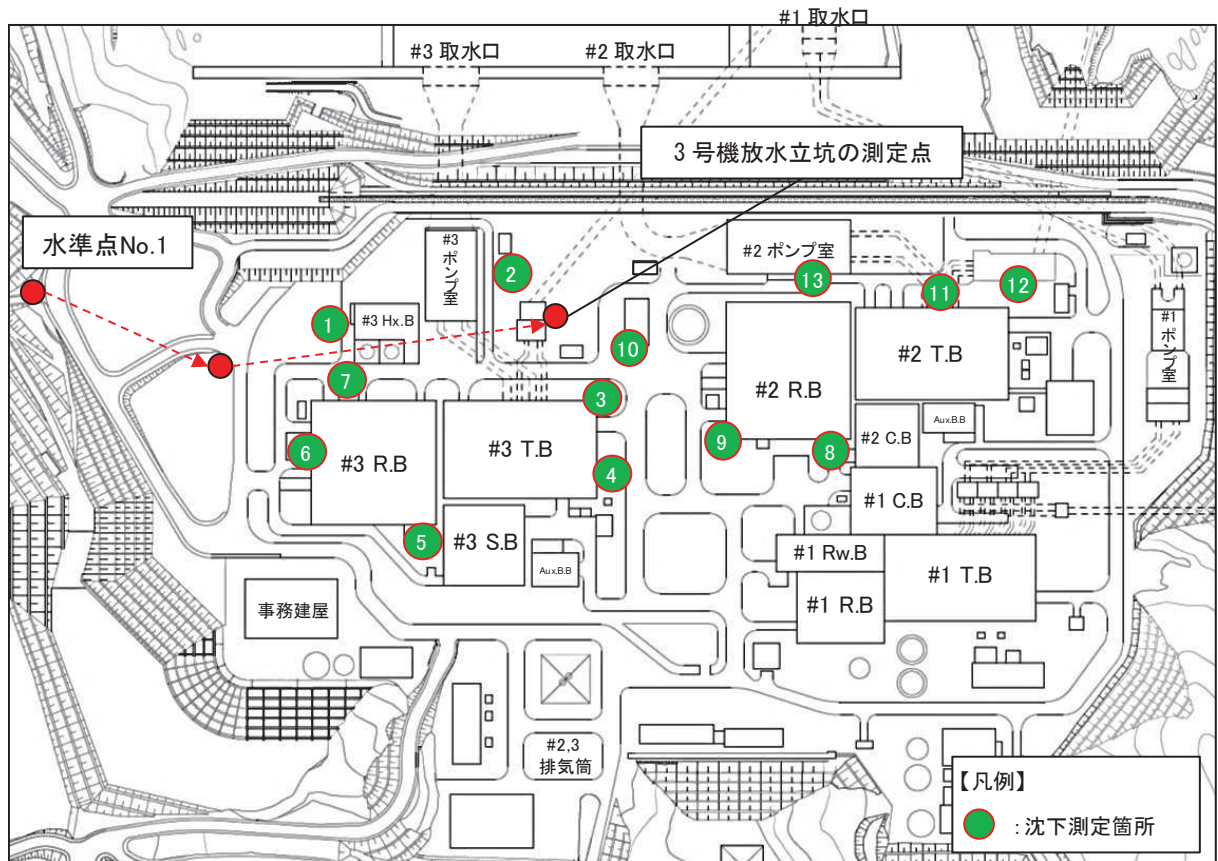 #1 取水口
#3 取水口
#2 取水口
3号機放水立坑の測定点
水準点No.1
#3 ポンプ室
2
#2 ポンプ室
13
11
12
#1 ポンプ室
1
#3 Hx.B
10
#2 T.B
7
3
#2 R.B
Aux.B.B
#2 C.B
9
8
6
#3 R.B
#3 T.B
4
#1 C.B
5
#3 S.B
Aux.B.B
#1 Rw.B
#1 T.B
#1 R.B
事務建屋
#2,3
排気筒
【凡例】
:沈下測定箇所